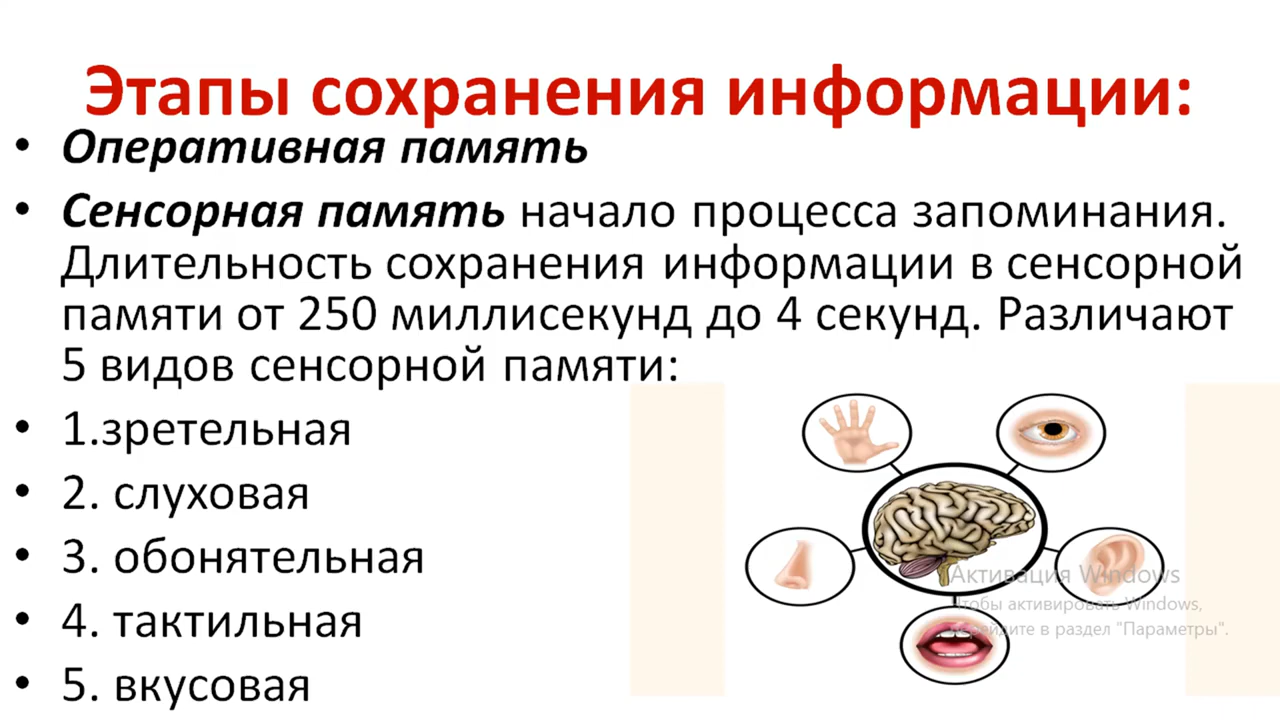 Этапы сохранения информации:
• Оперативная память
• Сенсорная память начало процесса запоминания.
Длительность сохранения информации в сенсорной
памяти от 250 миллисекунд до 4 секунд. Различают
5 видов сенсорной памяти:
• 1.зретельная
• 2. слуховая
• 3. обонятельная
• 4. тактильная
• 5. вкусовая
Активация Windows
Чтобы активировать Windows,
перейдите в раздел "Параметры".